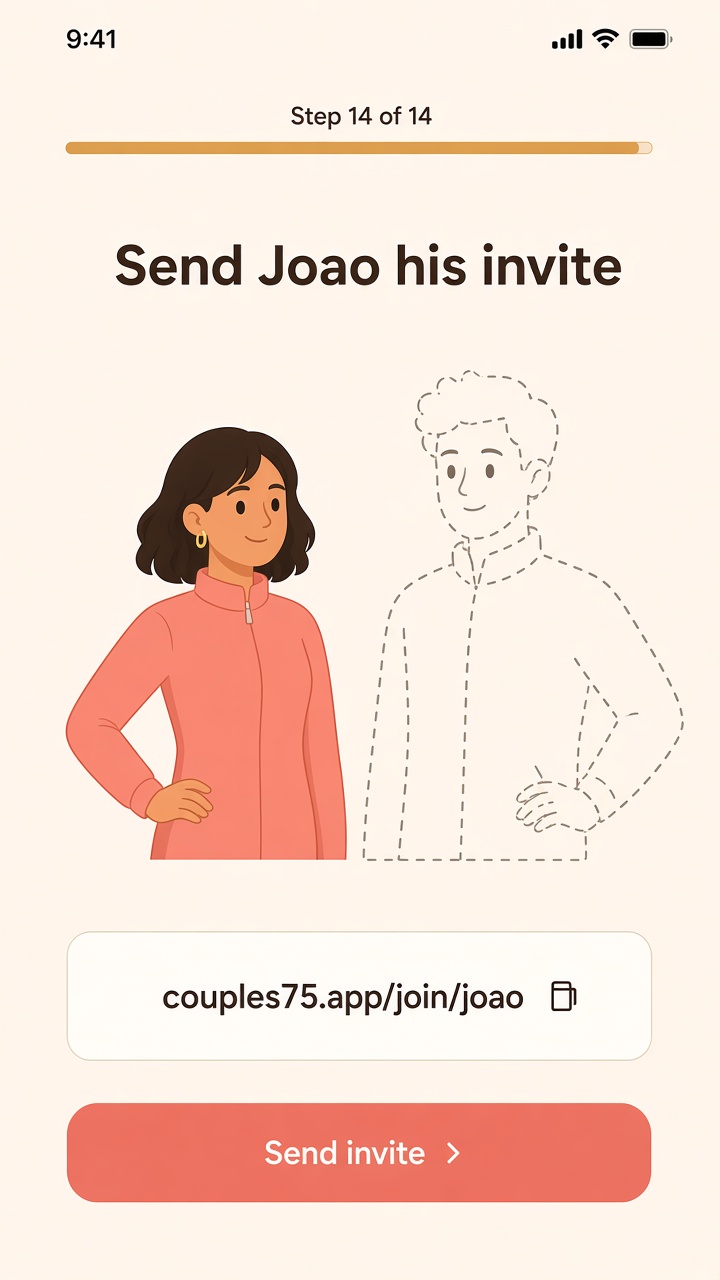 9:41
Step 14 of 14
Send Joao his invite
couples75.app/join/joao
Send invite